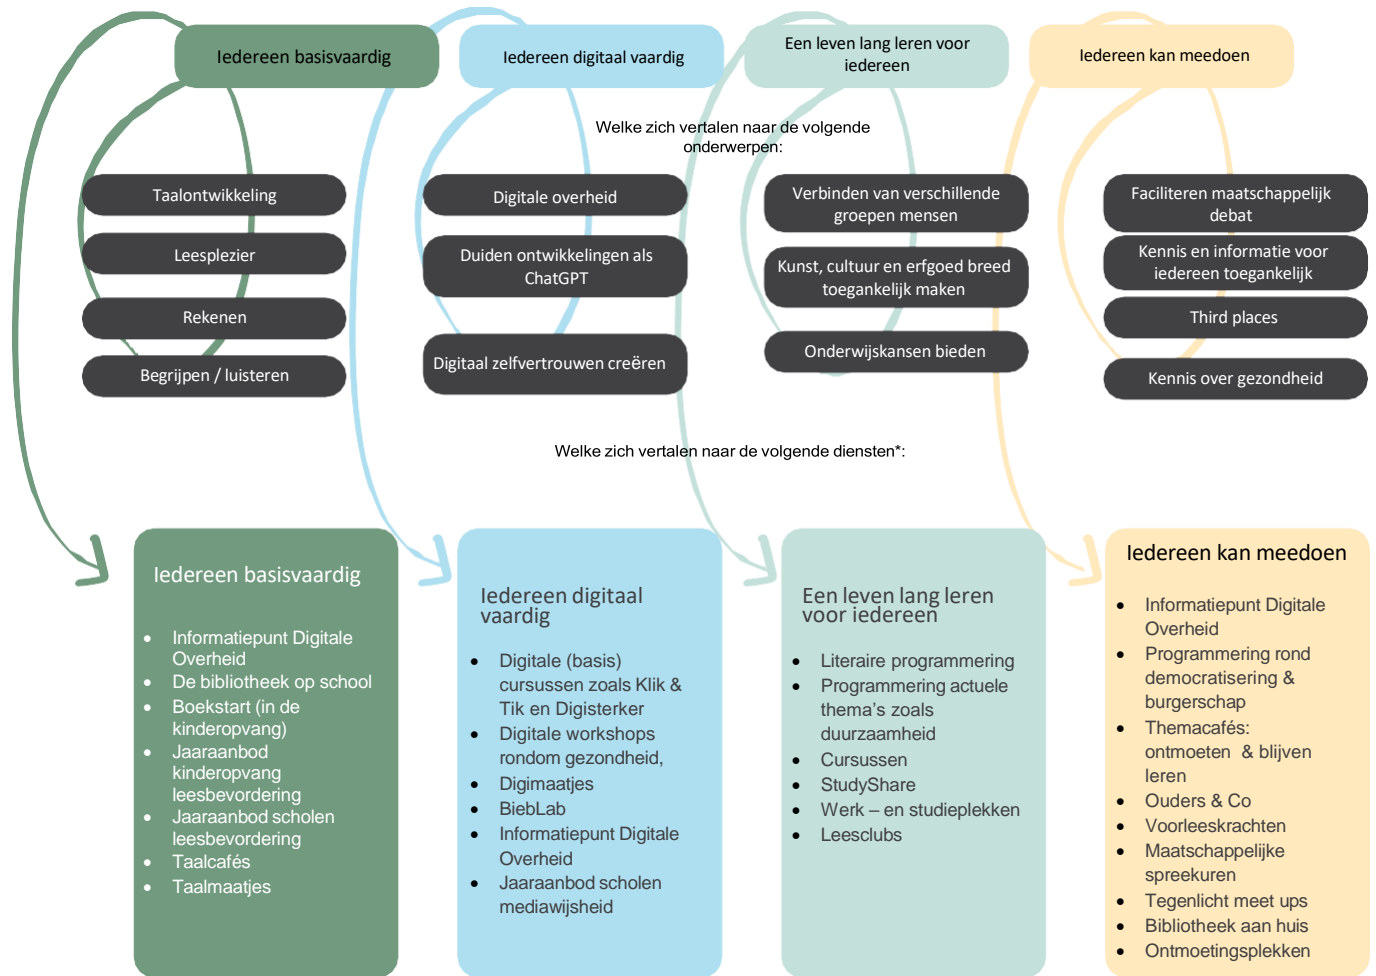 Iedereen basisvaardig
Iedereen digitaal vaardig
Een leven lang leren voor
iedereen
Iedereen kan meedoen
Welke zich vertalen naar de volgende
onderwerpen:
Taalontwikkeling
Leesplezier
Rekenen
Begrijpen / luisteren
Digitale overheid
Duiden ontwikkelingen als
ChatGPT
Digitaal zelfvertrouwen creëren
Verbinden van verschillende
groepen mensen
Kunst, cultuur en erfgoed breed
toegankelijk maken
Onderwijskansen bieden
Faciliteren maatschappelijk
debat
Kennis en informatie voor
iedereen toegankelijk
Third places
Kennis over gezondheid
Welke zich vertalen naar de volgende diensten*:
Iedereen basisvaardig
• Informatiepunt Digitale
Overheid
• De bibliotheek op school
• Boekstart (in de
kinderopvang)
• Jaaraanbod
kinderopvang
leesbevordering
• Jaaraanbod scholen
leesbevordering
• Taalcafés
• Taalmaatjes
Iedereen digitaal
vaardig
• Digitale (basis)
cursussen zoals Klik &
Tik en Digisterker
• Digitale workshops
rondom gezondheid,
• Digimaatjes
• BiebLab
• Informatiepunt Digitale
Overheid
• Jaaraanbod scholen
mediawijsheid
Een leven lang leren
voor iedereen
• Literaire programmering
• Programmering actuele
thema's zoals
duurzaamheid
• Cursussen
• StudyShare
• Werk – en studieplekken
• Leesclubs
Iedereen kan meedoen
• Informatiepunt Digitale
Overheid
• Programmering rond
democratisering &
burgerschap
• Themacafés:
ontmoeten & blijven
leren
• Ouders & Co
• Voorleeskrachten
• Maatschappelijke
spreekuren
• Tegenlicht meet ups
• Bibliotheek aan huis
• Ontmoetingsplekken